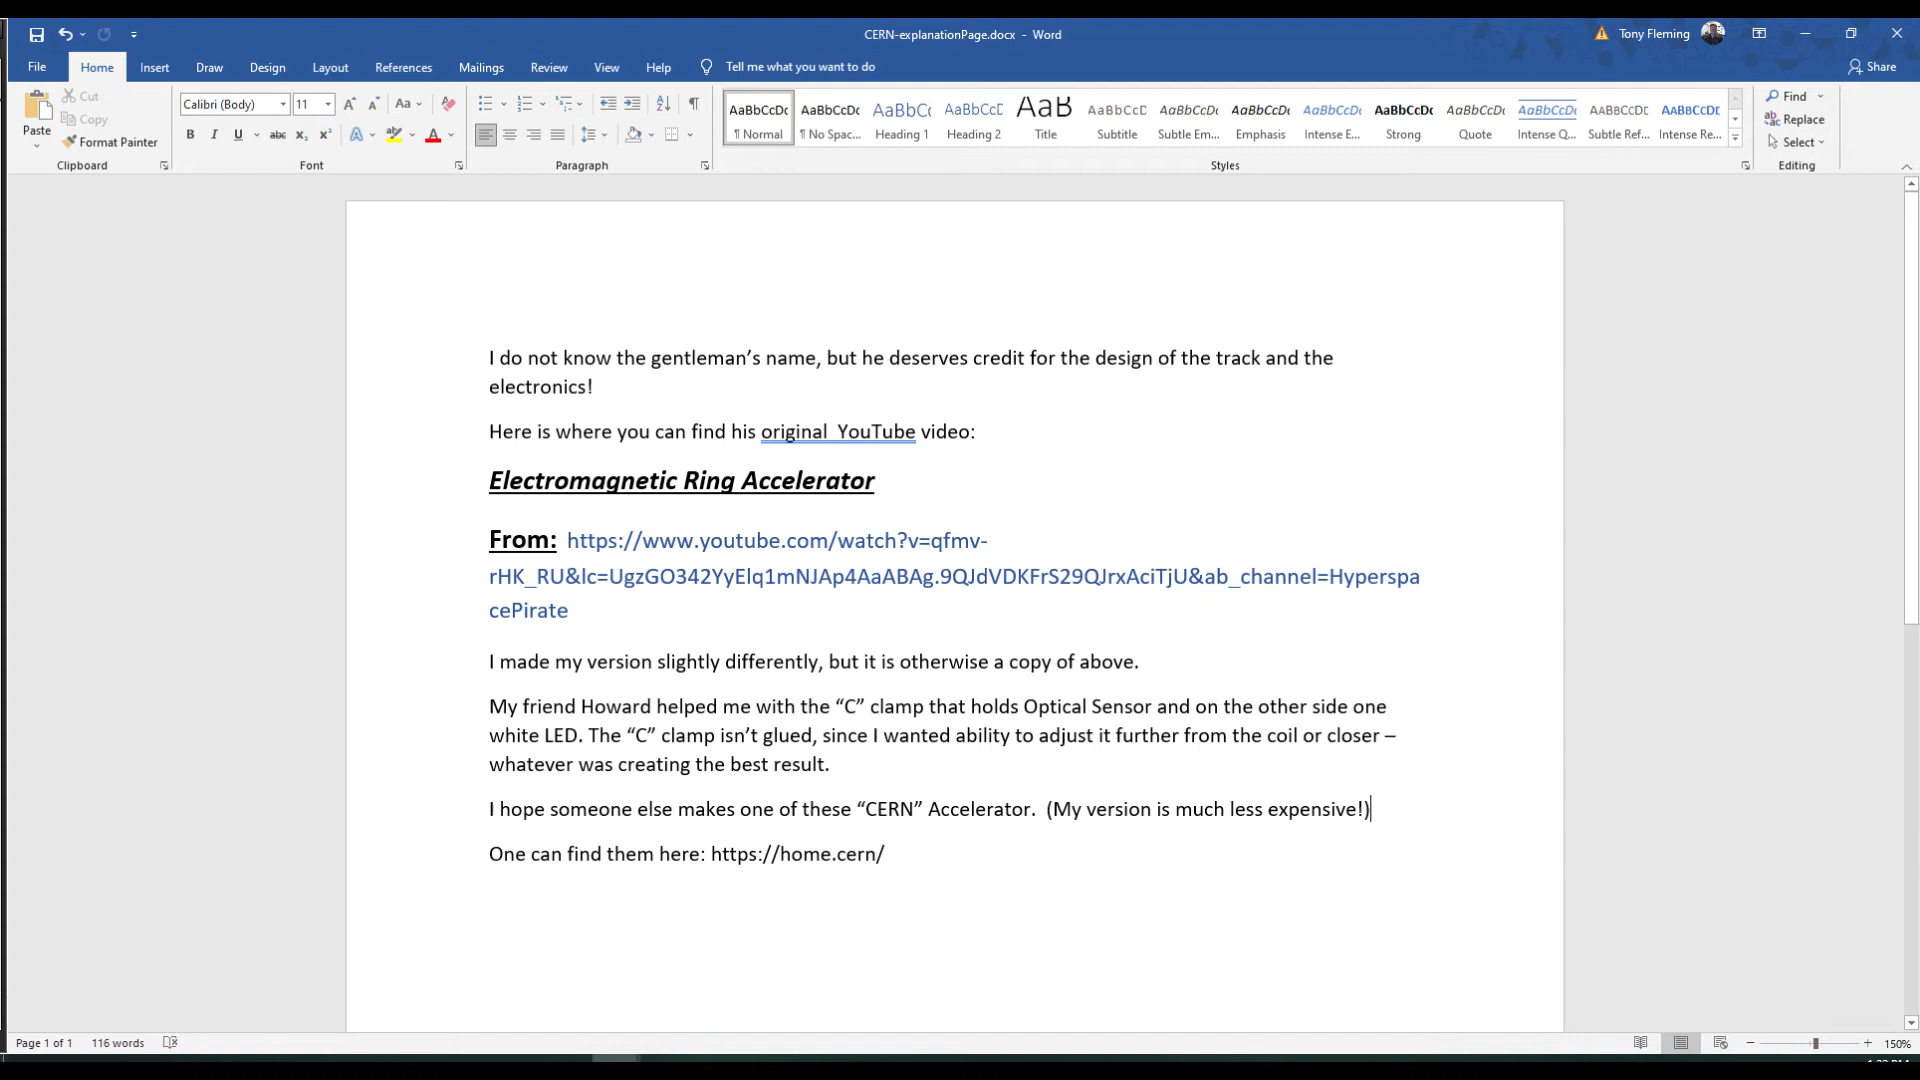 CERN-explanationPage.docx - Word
Tony Fleming
File Home Insert Draw Design Layout References Mailings Review View Help Tell me what you want to do
Share
Paste
Cut
Copy
Format Painter
Clipboard
Calibri (Body) 11
Font
Paragraph
AaBbCcDc AaBbCcDc AaBbCc AaBbCcD AaB AaBbCcD AaBbCcDc AaBbCcDc AaBbCcDc AaBbCcDc AaBbCcDc AaBbCcDc AABBCCDD AABBCCDD
¶ Normal ¶ No Spac... Heading 1 Heading 2 Title Subtitle Subtle Em... Emphasis Intense E... Strong Quote Intense Q... Subtle Ref... Intense Re...
Styles
Find
Replace
Select
Editing
I do not know the gentleman’s name, but he deserves credit for the design of the track and the
electronics!
Here is where you can find his original  YouTube video:
Electromagnetic Ring Accelerator
From:  https://www.youtube.com/watch?v=qfmv-
rHK_RU&lc=UgzGO342YyElq1mNJAp4AaABAg.9QJdVDKFrS29QJrxAciTjU&ab_channel=Hyperspa
cePirate
I made my version slightly differently, but it is otherwise a copy of above.
My friend Howard helped me with the “C” clamp that holds Optical Sensor and on the other side one
white LED. The “C” clamp isn’t glued, since I wanted ability to adjust it further from the coil or closer –
whatever was creating the best result.
I hope someone else makes one of these “CERN” Accelerator.  (My version is much less expensive!)
One can find them here: https://home.cern/
Page 1 of 1 116 words
150%